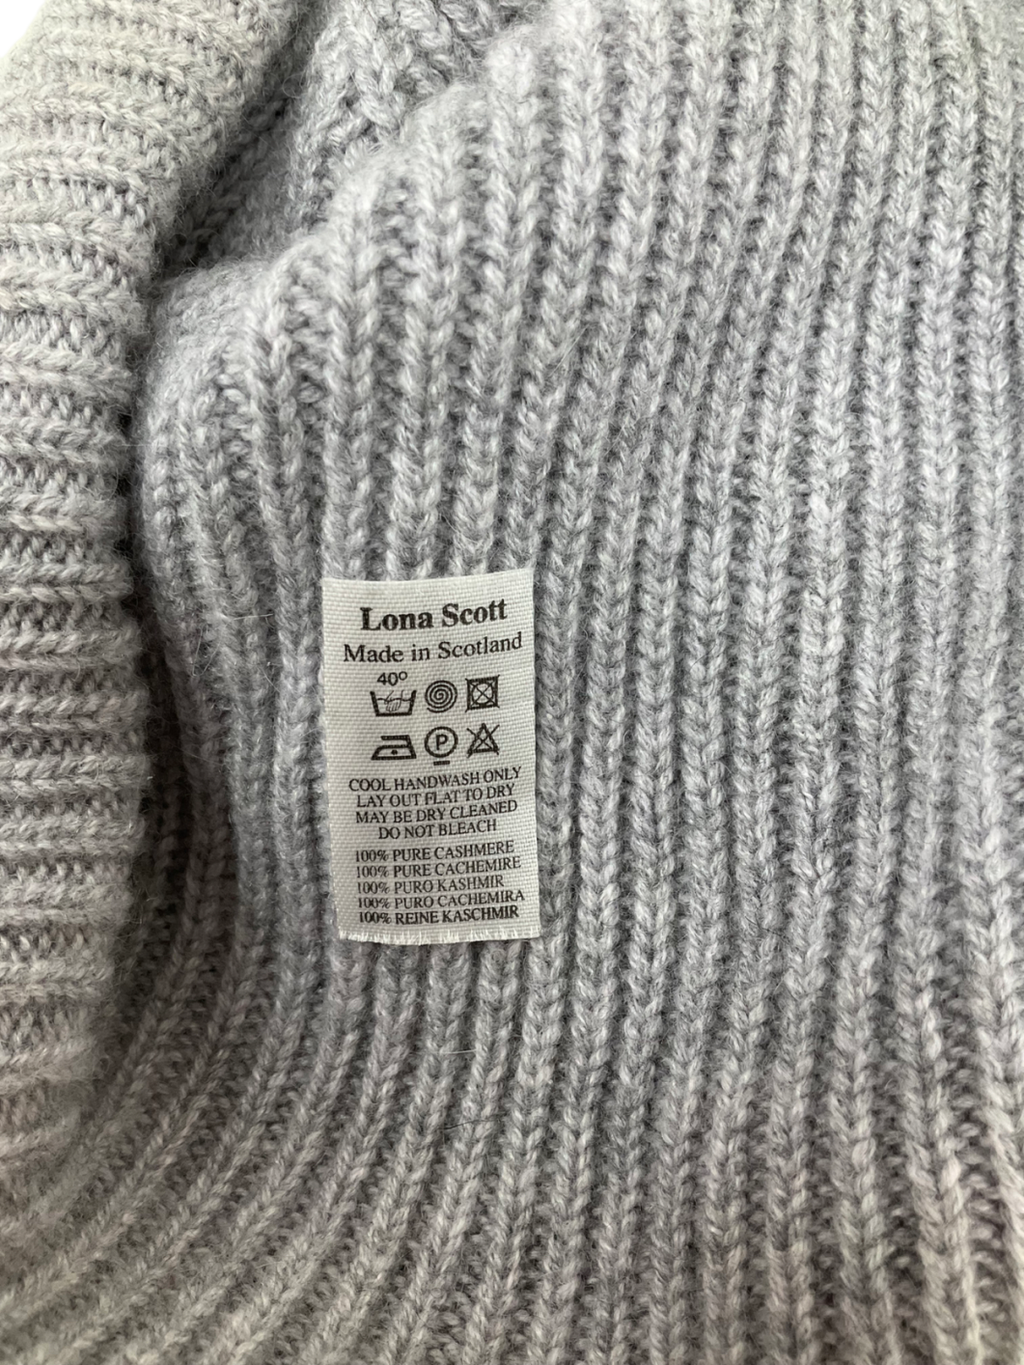 Lona Scott
Made in Scotland
40º
P
COOL HANDWASH ONLY
LAY OUT FLAT TO DRY
MAY BE DRY CLEANED
DO NOT BLEACH
100% PURE CASHMERE
100% PURE CACHEMIRE
100% PURO KASHMIR
100% PURO CACHEMIRA
100% REINE KASCHMIR